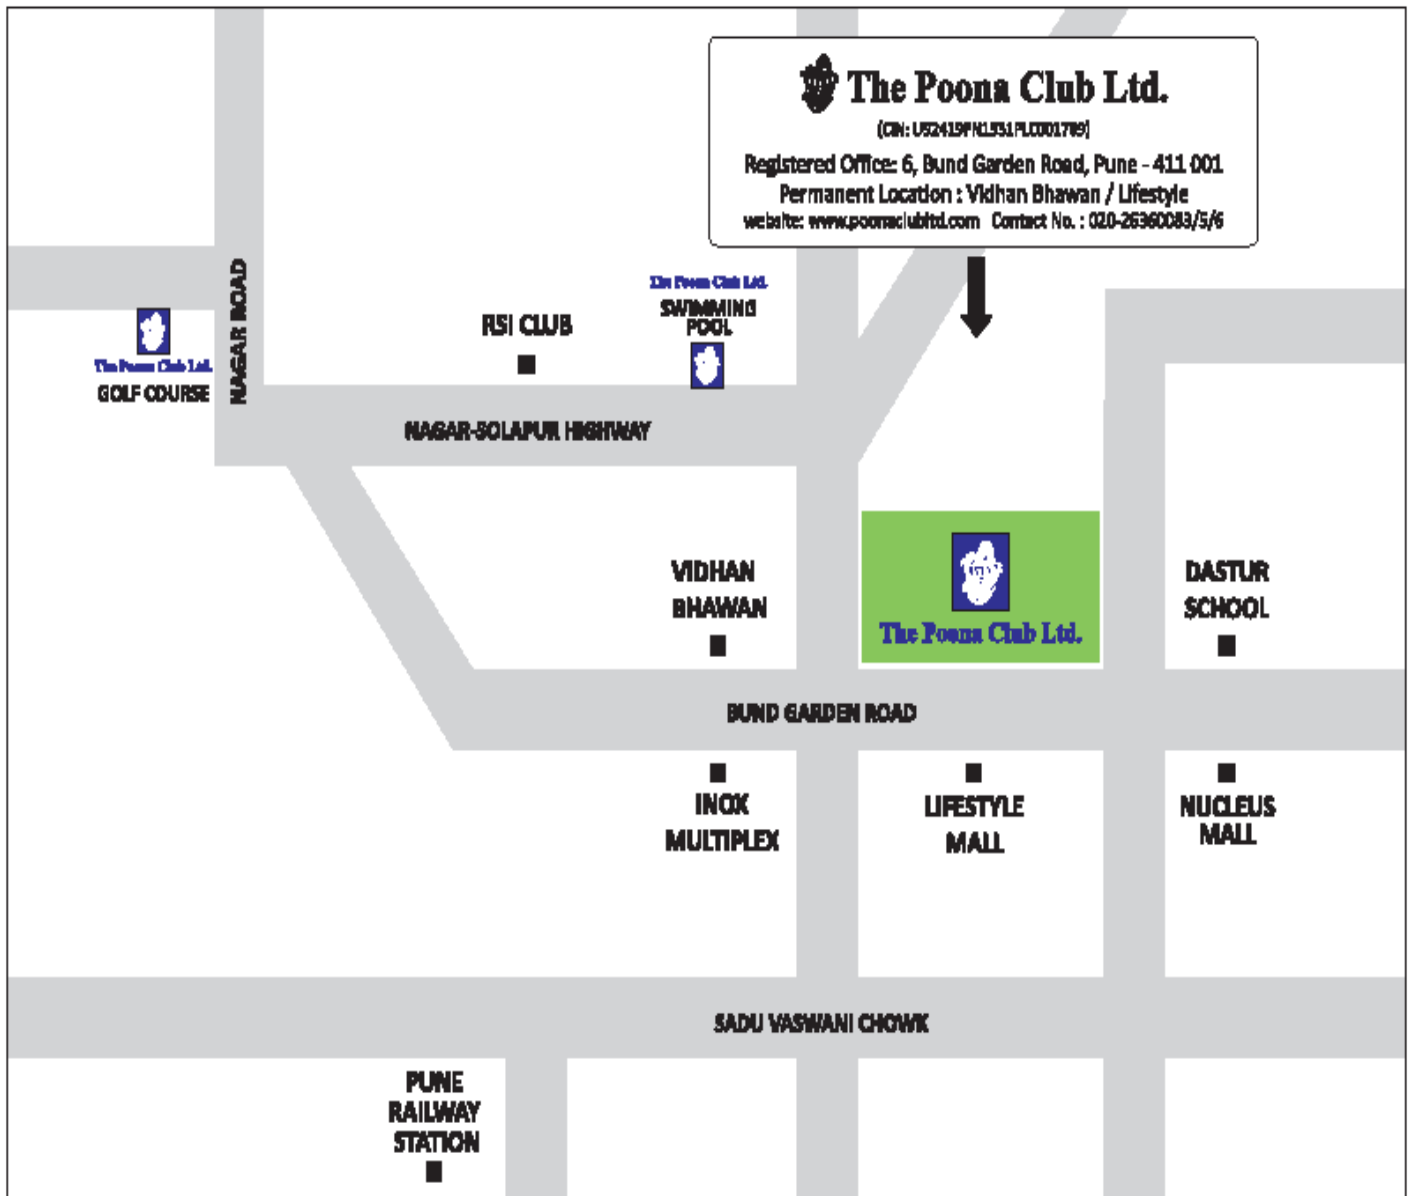 The Poona Club Ltd.
(CIN: U92419PN1951PLC001789)
Registered Office: 6, Bund Garden Road, Pune - 411 001
Permanent Location : Vidhan Bhawan / Lifestyle
website: www.poonaclubltd.com Contact No. : 020-26360083/5/6
The Poona Club Ltd.
SWIMMING
POOL
RSI CLUB
NAGAR ROAD
The Poona Club Ltd.
GOLF COURSE
NAGAR-SOLAPUR HIGHWAY
VIDHAN
BHAWAN
The Poona Club Ltd.
DASTUR
SCHOOL
BUND GARDEN ROAD
INOX
MULTIPLEX
LIFESTYLE
MALL
NUCLEUS
MALL
SADU VASWANI CHOWK
PUNE
RAILWAY
STATION